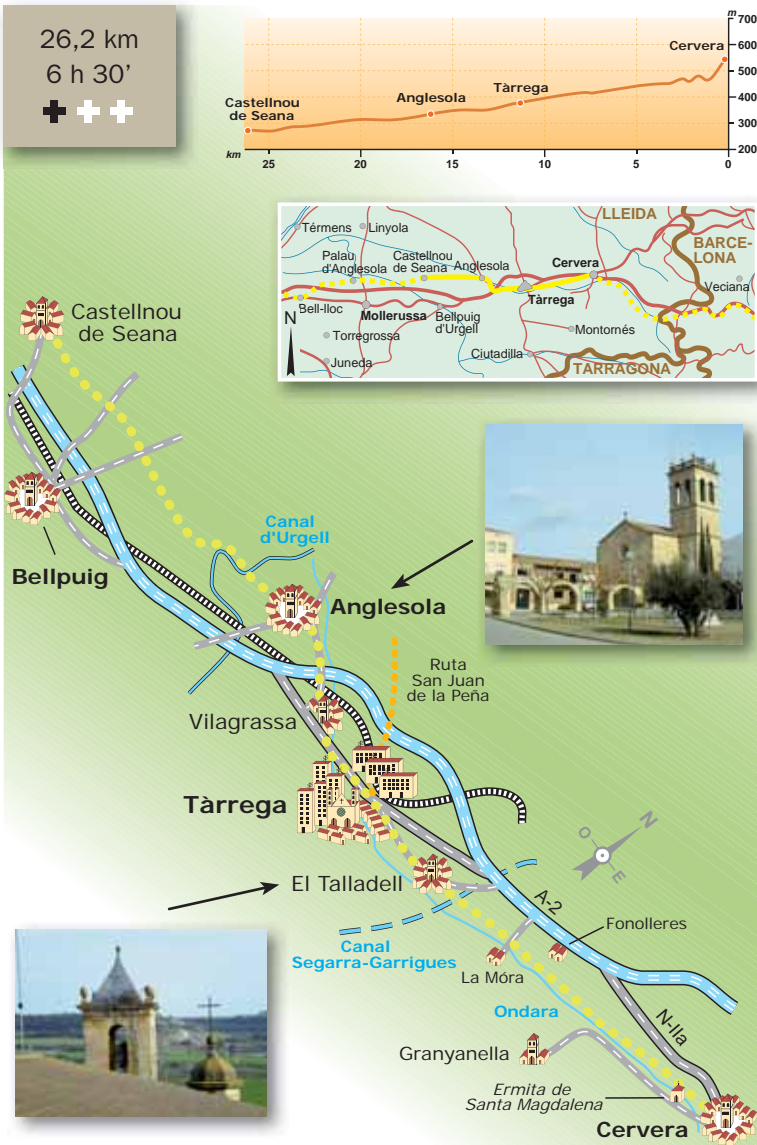 26,2 km
6 h 30’
m
700
600
500
400
300
200
Cervera
Tàrrega
Anglesola
Castellnou
de Seana
km
25
20
15
10
5
0
LLEIDA
BARCE-
LONA
Térmens
Linyola
Palau
d'Anglesola
Castellnou
de Seana
Anglesola
Cervera
Veciana
Bell-lloc
Mollerussa
Bellpuig
d'Urgell
Tàrrega
Montornés
N
Torregrossa
Juneda
Ciutadilla
TARRAGONA
Castellnou
de Seana
Bellpuig
Canal
d'Urgell
Anglesola
Ruta
San Juan
de la Peña
Vilagrassa
Tàrrega
N
O
E
El Talladell
A-2
Fonolleres
Canal
Segarra-Garrigues
La Móra
Ondara
N-IIa
Granyanella
Ermita de
Santa Magdalena
Cervera